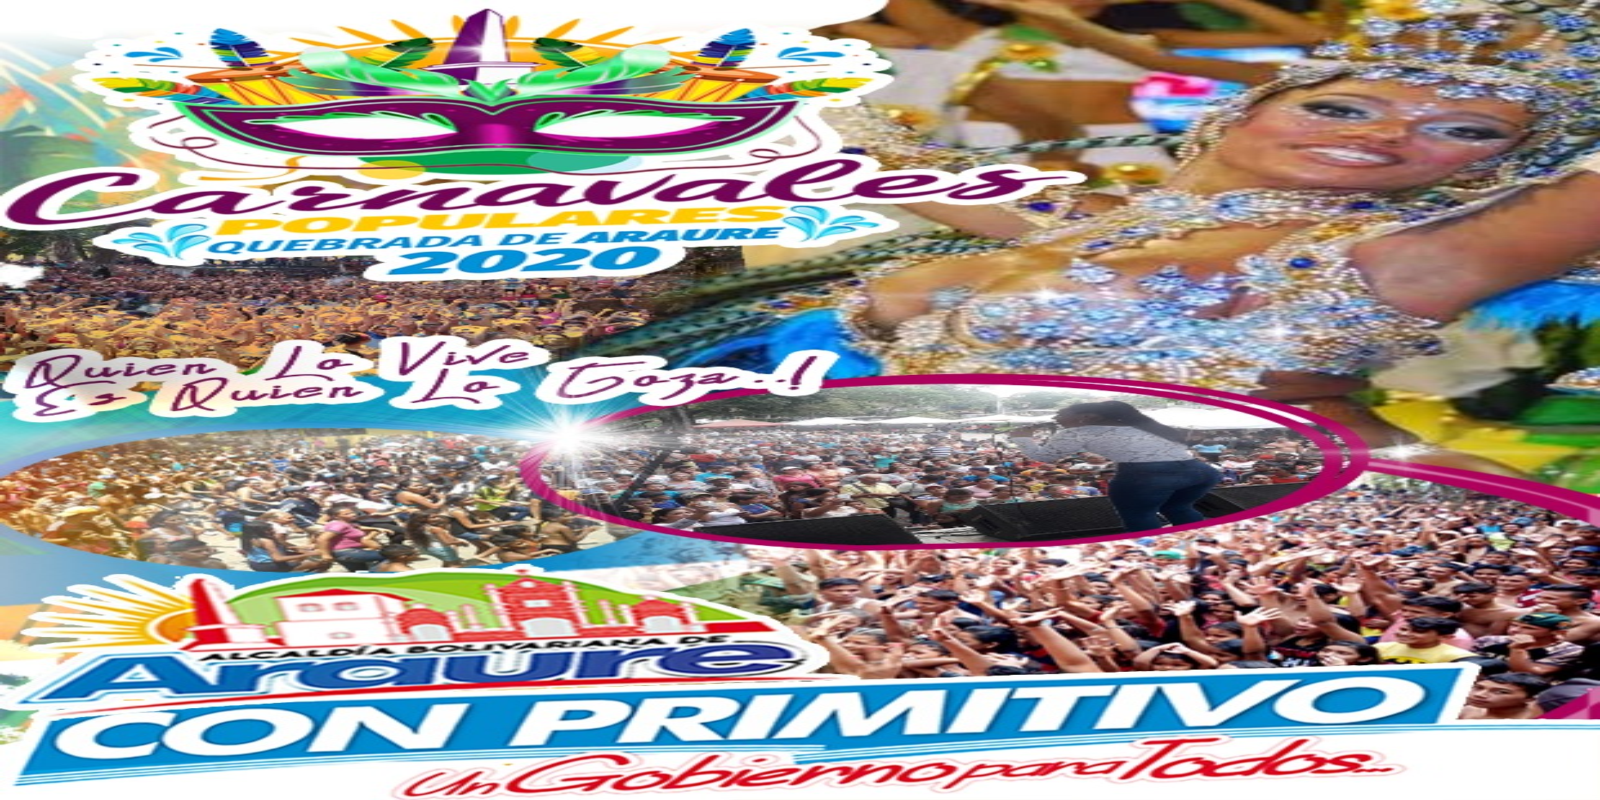 Carnavales
POPULARES
QUEBRADA DE ARAURE
2020
Quien Lo Vive
Es Quien Lo Goza..!
ALCALDÍA BOLIVARIANA DE
Araure
CON PRIMITIVO
Un Gobierno para Todos...